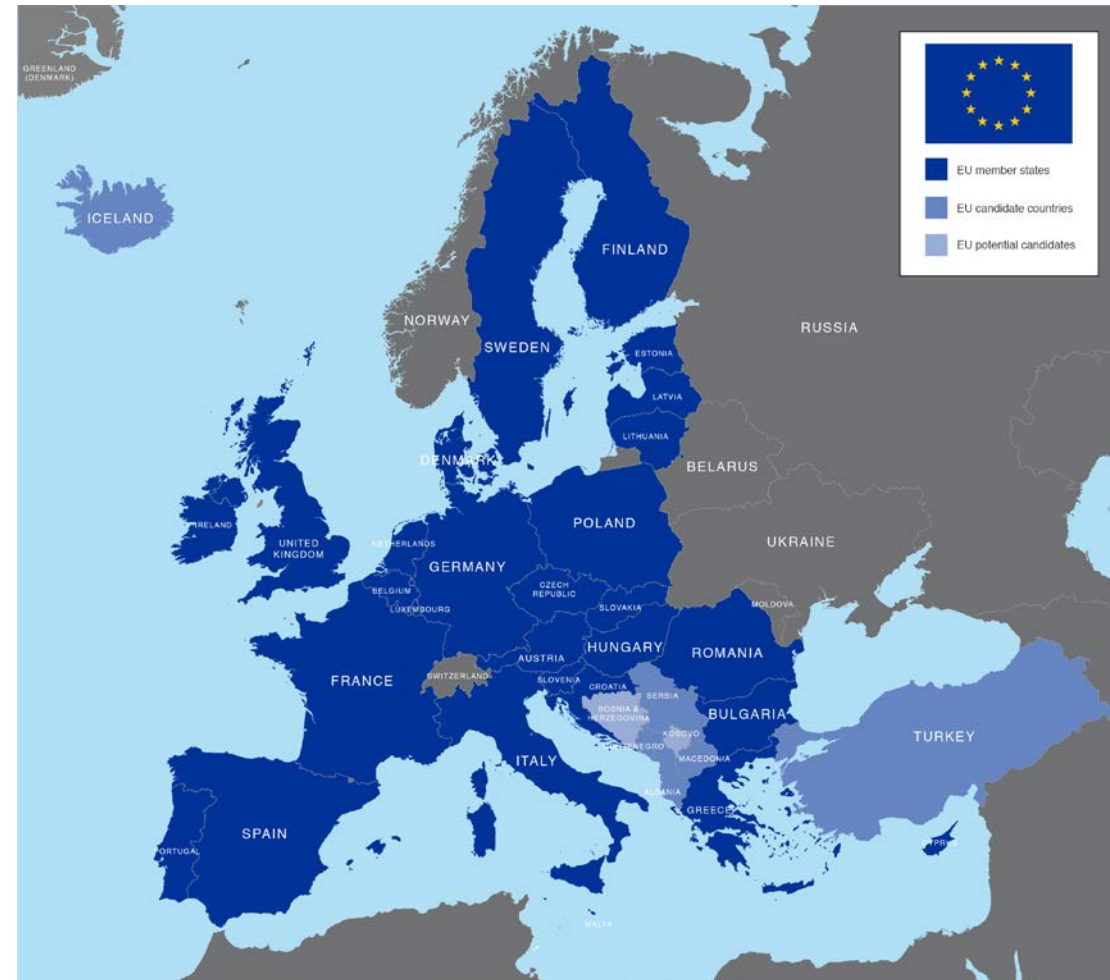 GREENLAND
(DENMARK)
EU member states
EU candidate countries
EU potential candidates
ICELAND
FINLAND
NORWAY
SWEDEN
RUSSIA
ESTONIA
LATVIA
LITHUANIA
DENMARK
BELARUS
IRELAND
UNITED
KINGDOM
NETHERLANDS
POLAND
UKRAINE
GERMANY
BELGIUM
LUXEMBOURG
CZECH
REPUBLIC
SLOVAKIA
MOLDOVA
AUSTRIA
HUNGARY
ROMANIA
FRANCE
SWITZERLAND
SLOVENIA
CROATIA
SERBIA
BOSNIA &
HERZEGOVINA
BULGARIA
KOSOVO
MONTENEGRO
MACEDONIA
TURKEY
ITALY
ALBANIA
GREECE
SPAIN
PORTUGAL
CYPRUS
MALTA